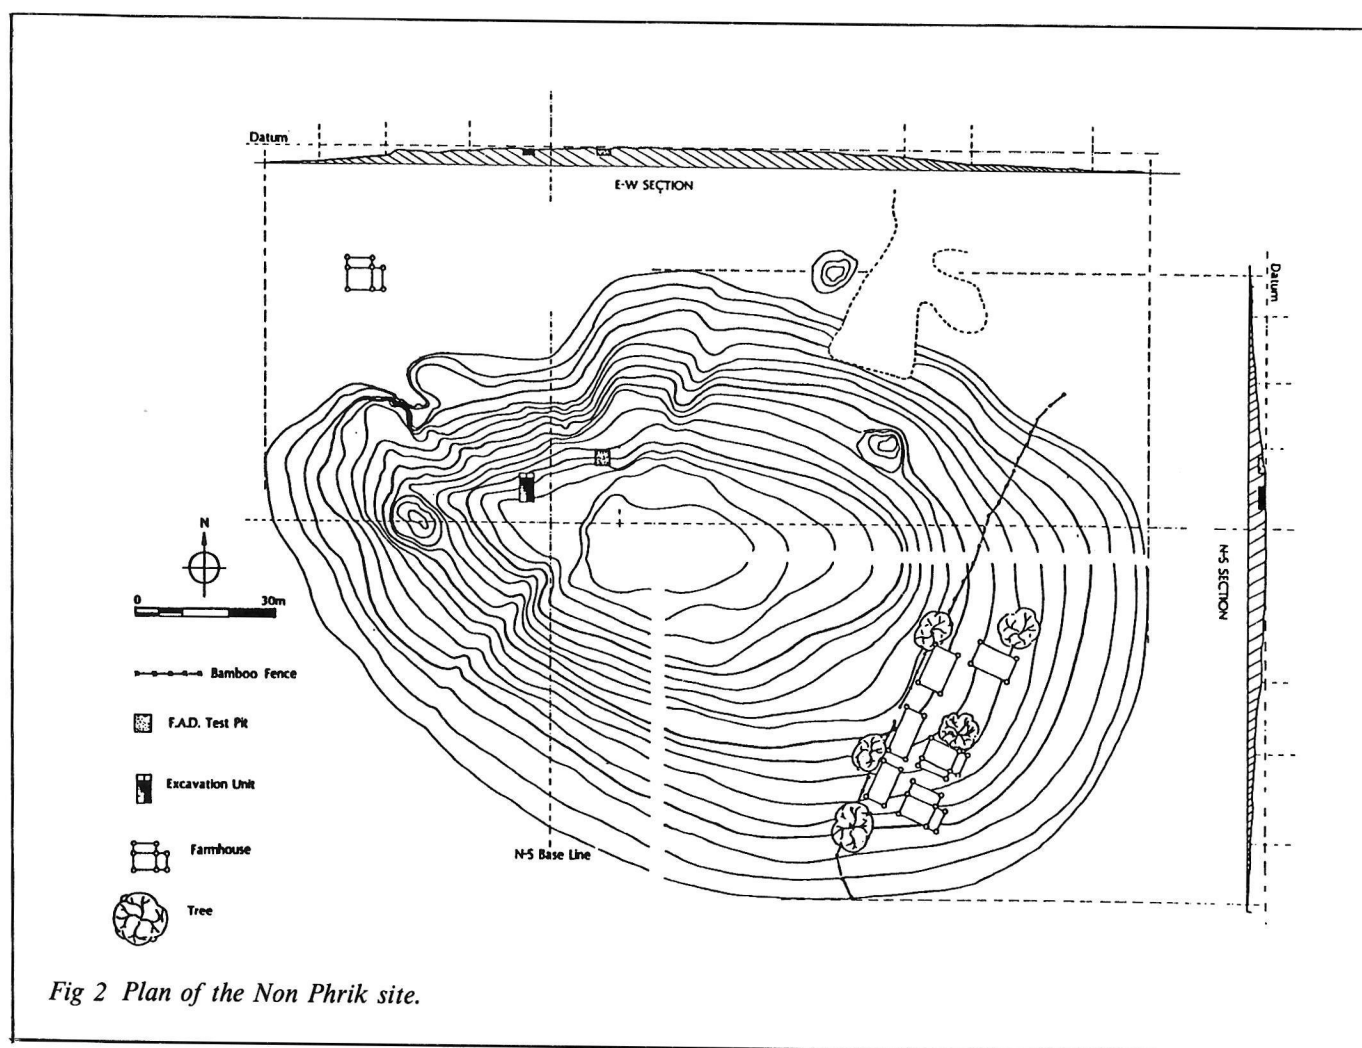 Datum
E-W SECTION
Datum
N
0 30m
N-S SECTION
Bamboo Fence
F.A.D. Test Pit
Excavation Unit
Farmhouse
N-S Base Line
Tree
Fig 2 Plan of the Non Phrik site.